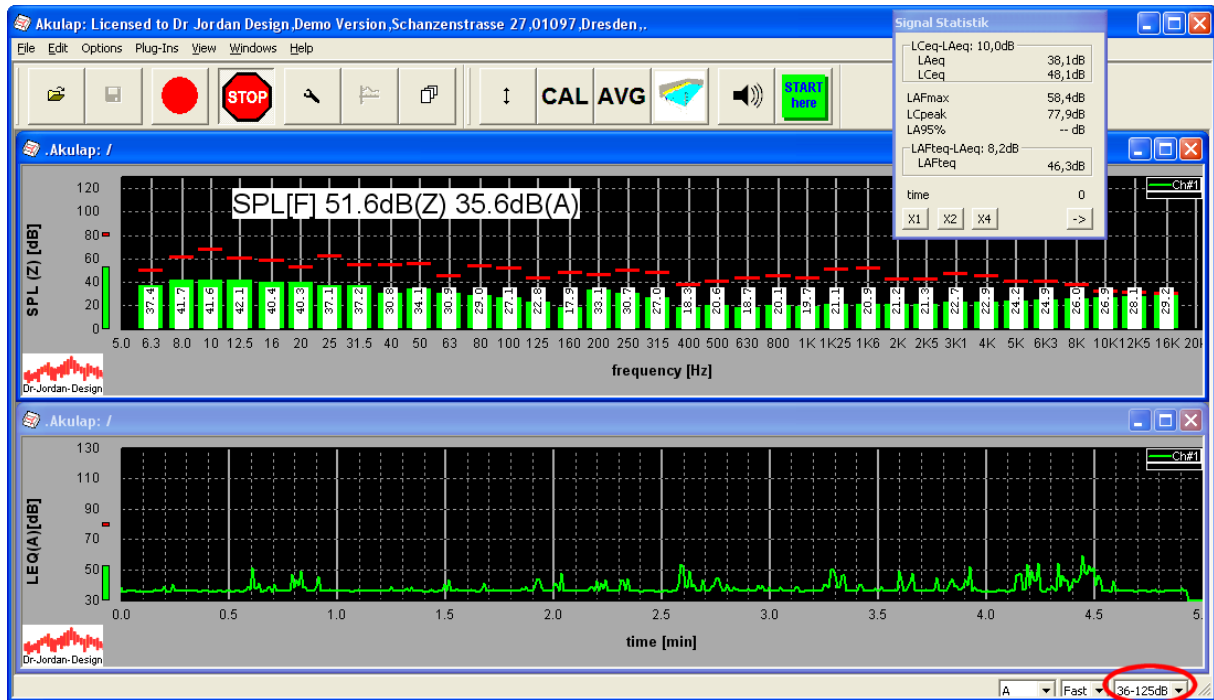 Akulap: Licensed to Dr Jordan Design,Demo Version,Schanzenstrasse 27,01097,Dresden,..
File Edit Options Plug-Ins View Windows Help
STOP
CAL AVG
START here
Signal Statistik
LCeq-LAeq: 10,0dB
LAeq 38,1dB
LCeq 48,1dB
LAFmax 58,4dB
LCpeak 77,9dB
LA95% -- dB
LAFteq-LAeq: 8,2dB
LAFteq 46,3dB
time 0
X1 X2 X4 ->
.Akulap: /
SPL[F] 51.6dB(Z) 35.6dB(A)
Ch#1
SPL (Z) [dB]
120
100
80
60
40
20
0
37.4 41.7 41.6 42.1 40.4 40.3 37.1 37.2 34.1 29.0 27.1 22.8 17.9 33.1 30.7 27.0 18.3 20.6 18.7 20.1 19.7 21.1 20.9 21.2 21.3 22.7 22.9 24.2 24.9 26.0 29.2
5.0 6.3 8.0 10 12.5 16 20 25 31.5 40 50 63 80 100 125 160 200 250 315 400 500 630 800 1K 1K25 1K6 2K 2K5 3K1 4K 5K 6K3 8K 10K 12K5 16K 20
frequency [Hz]
Dr-Jordan-Design
.Akulap: /
Ch#1
LEQ(A)[dB]
130
110
90
70
50
30
0.0 0.5 1.0 1.5 2.0 2.5 3.0 3.5 4.0 4.5 5.
time [min]
Dr-Jordan-Design
A Fast 36-125dB